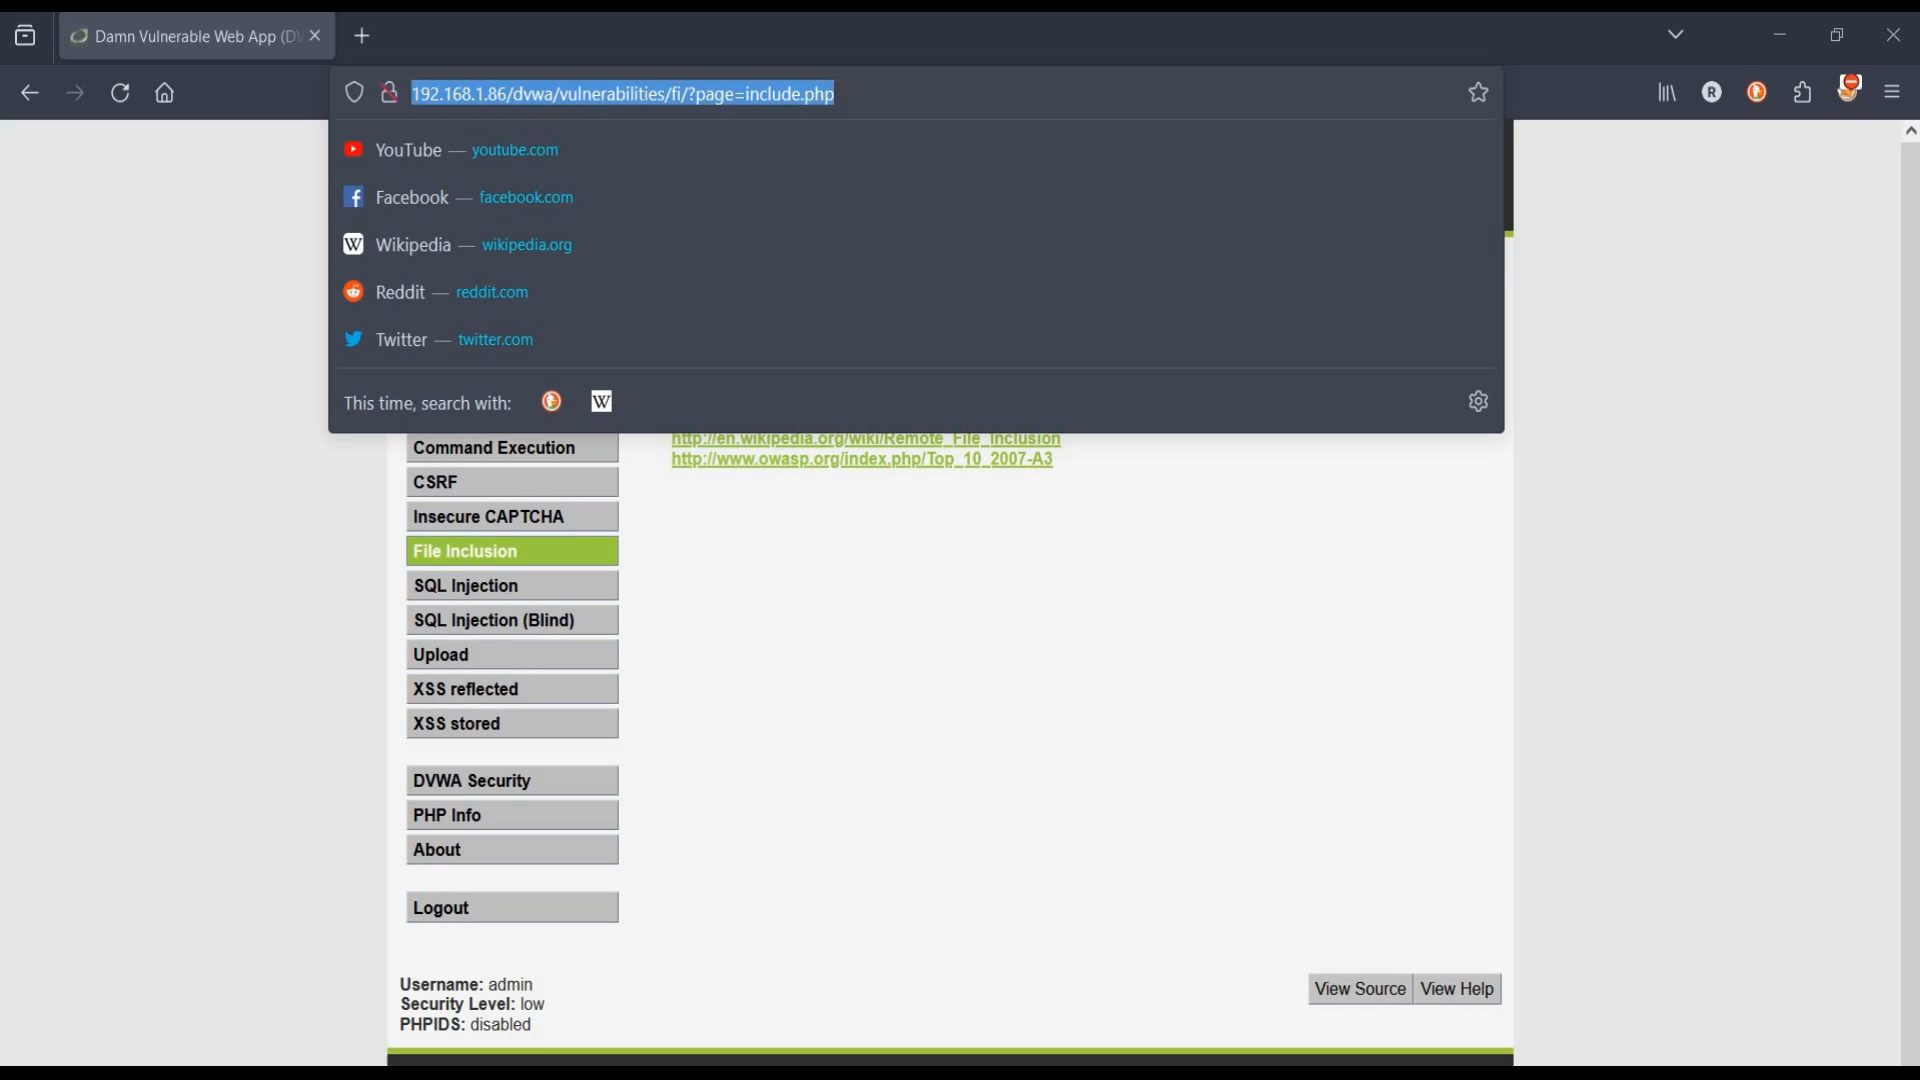 Damn Vulnerable Web App (DV
192.168.1.86/dvwa/vulnerabilities/fi/?page=include.php
R
YouTube — youtube.com
Facebook — facebook.com
Wikipedia — wikipedia.org
Reddit — reddit.com
Twitter — twitter.com
This time, search with:
http://en.wikipedia.org/wiki/Remote_File_Inclusion
http://www.owasp.org/index.php/Top_10_2007-A3
Command Execution
CSRF
Insecure CAPTCHA
File Inclusion
SQL Injection
SQL Injection (Blind)
Upload
XSS reflected
XSS stored
DVWA Security
PHP Info
About
Logout
Username: admin
Security Level: low
PHPIDS: disabled
View Source
View Help